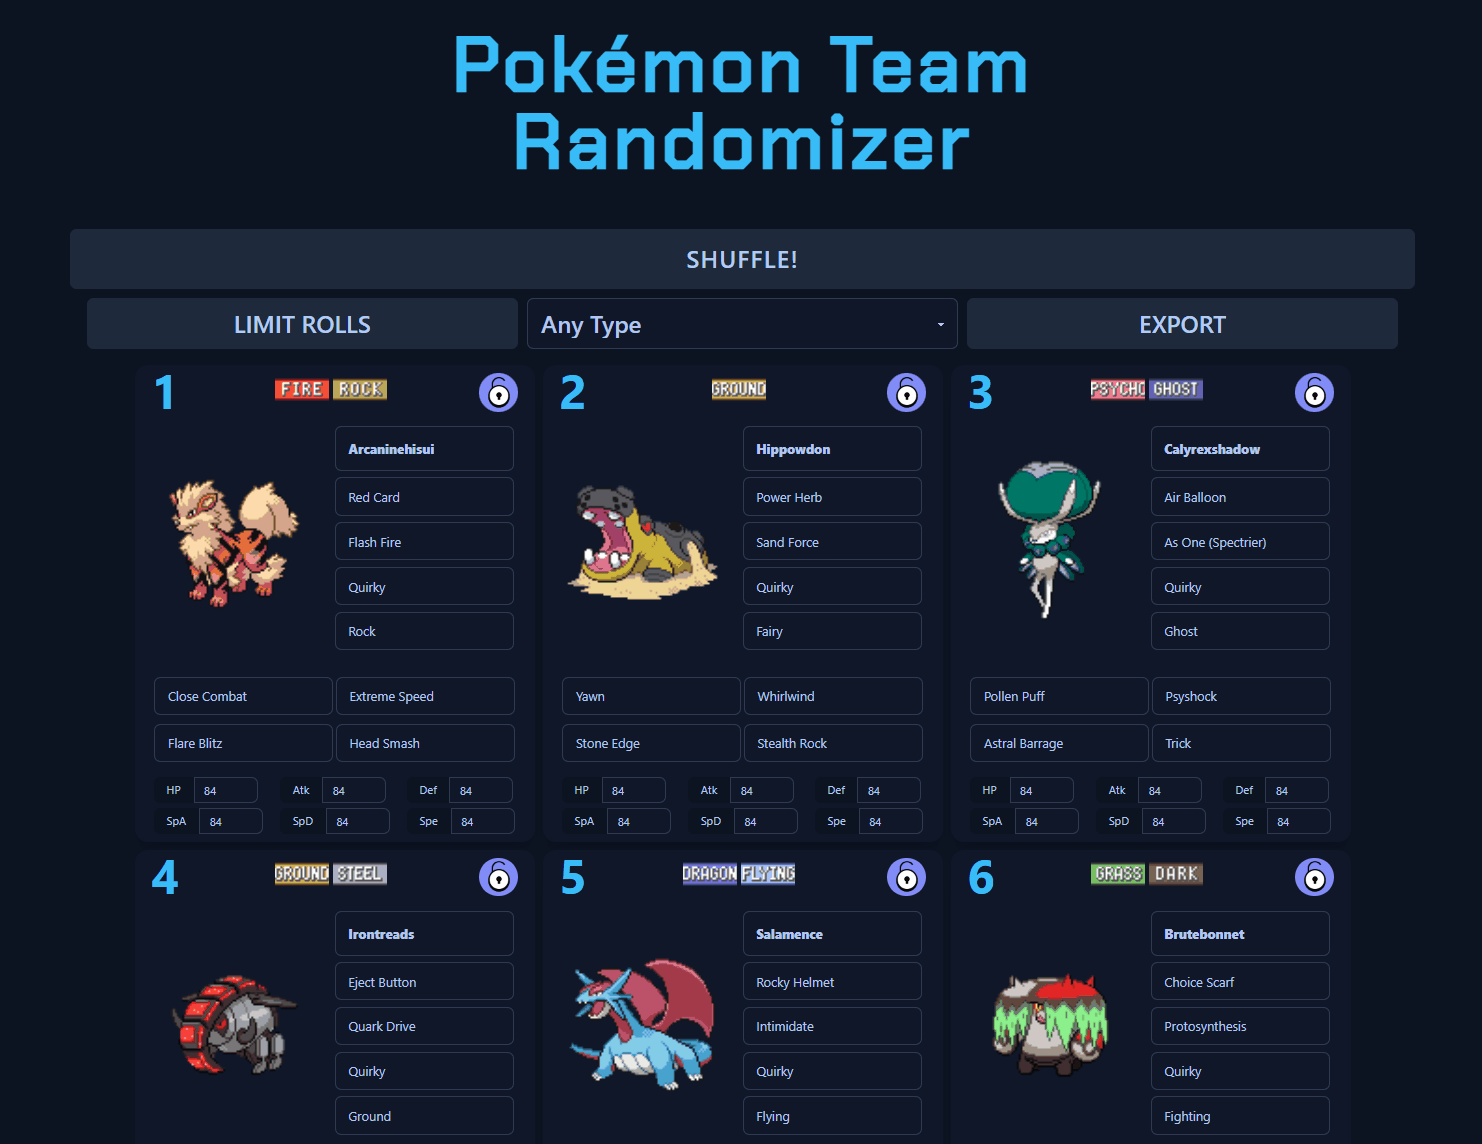 Pokémon Team
Randomizer
SHUFFLE!
LIMIT ROLLS
Any Type
EXPORT
1
FIRE ROCK
Arcaninehisui
Red Card
Flash Fire
Quirky
Rock
Close Combat
Extreme Speed
Flare Blitz
Head Smash
HP 84 Atk 84 Def 84
SpA 84 SpD 84 Spe 84
2
GROUND
Hippowdon
Power Herb
Sand Force
Quirky
Fairy
Yawn
Whirlwind
Stone Edge
Stealth Rock
HP 84 Atk 84 Def 84
SpA 84 SpD 84 Spe 84
3
PSYCHC GHOST
Calyrexshadow
Air Balloon
As One (Spectrier)
Quirky
Ghost
Pollen Puff
Psyshock
Astral Barrage
Trick
HP 84 Atk 84 Def 84
SpA 84 SpD 84 Spe 84
4
GROUND STEEL
Irontreads
Eject Button
Quark Drive
Quirky
Ground
5
DRAGON FLYING
Salamence
Rocky Helmet
Intimidate
Quirky
Flying
6
GRASS DARK
Brutebonnet
Choice Scarf
Protosynthesis
Quirky
Fighting